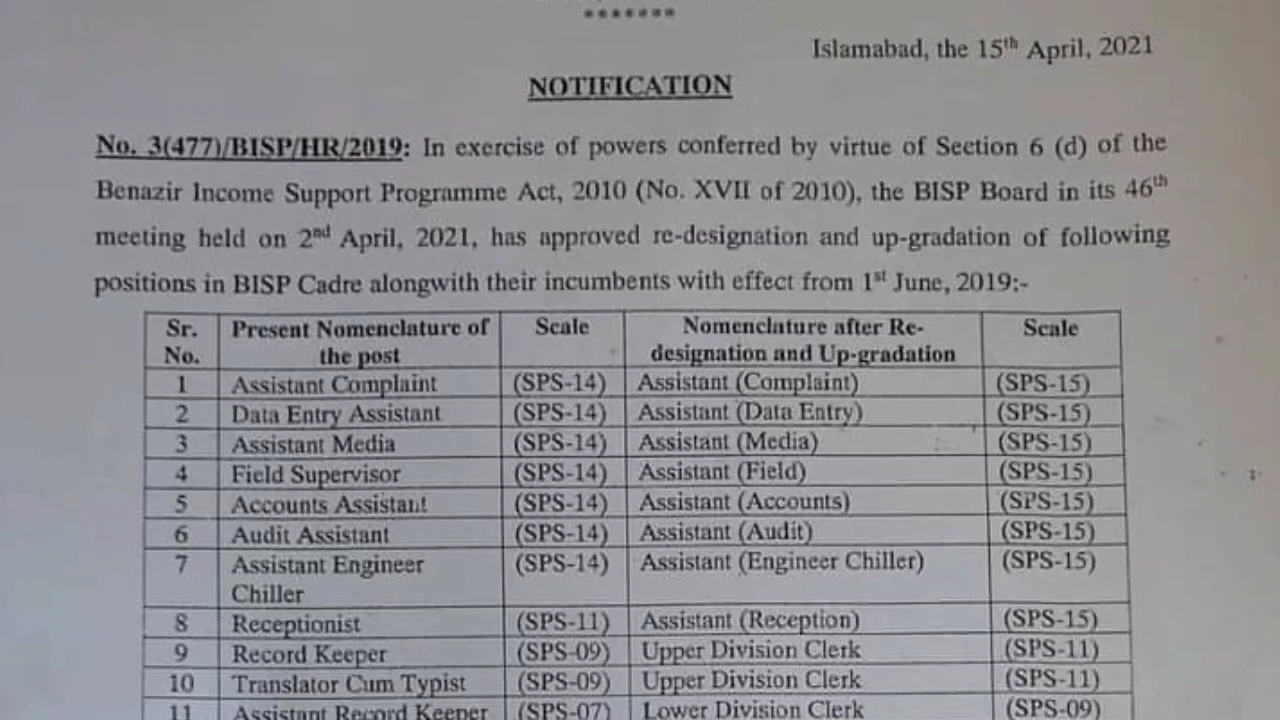 *******
Islamabad, the 15th April, 2021
NOTIFICATION
No. 3(477)/BISP/HR/2019: In exercise of powers conferred by virtue of Section 6 (d) of the
Benazir Income Support Programme Act, 2010 (No. XVII of 2010), the BISP Board in its 46th
meeting held on 2nd April, 2021, has approved re-designation and up-gradation of following
positions in BISP Cadre alongwith their incumbents with effect from 1st June, 2019:-
Sr. No. Present Nomenclature of the post Scale Nomenclature after Re-designation and Up-gradation Scale
1 Assistant Complaint (SPS-14) Assistant (Complaint) (SPS-15)
2 Data Entry Assistant (SPS-14) Assistant (Data Entry) (SPS-15)
3 Assistant Media (SPS-14) Assistant (Media) (SPS-15)
4 Field Supervisor (SPS-14) Assistant (Field) (SPS-15)
5 Accounts Assistant (SPS-14) Assistant (Accounts) (SPS-15)
6 Audit Assistant (SPS-14) Assistant (Audit) (SPS-15)
7 Assistant Engineer Chiller (SPS-14) Assistant (Engineer Chiller) (SPS-15)
8 Receptionist (SPS-11) Assistant (Reception) (SPS-15)
9 Record Keeper (SPS-09) Upper Division Clerk (SPS-11)
10 Translator Cum Typist (SPS-09) Upper Division Clerk (SPS-11)
11 Assistant Record Keeper (SPS-07) Lower Division Clerk (SPS-09)